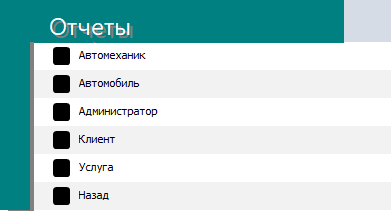 Отчеты
Автомеханик
Автомобиль
Администратор
Клиент
Услуга
Назад